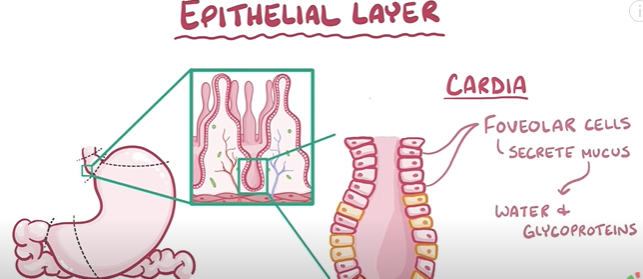 EPITHELIAL LAYER
CARDIA
FOVEOLAR CELLS
SECRETE MUCUS
WATER &
GLYCOPROTEINS